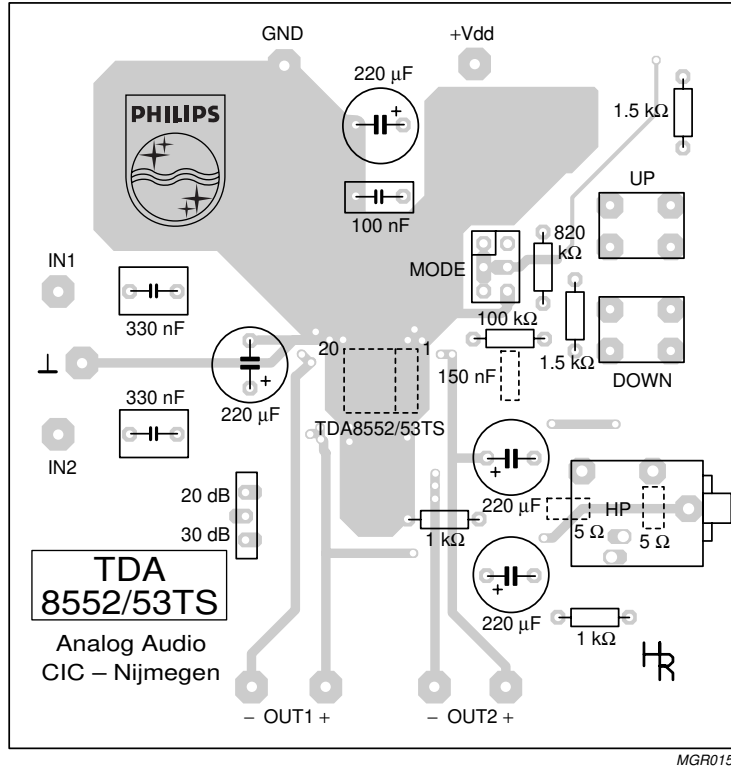 GND
+Vdd
220 µF
+
PHILIPS
1.5 kΩ
UP
100 nF
820
kΩ
MODE
IN1
330 nF
100 kΩ
20
1
1.5 kΩ
DOWN
150 nF
+
220 µF
330 nF
TDA8552/53TS
IN2
20 dB
30 dB
+
220 µF
HP
5 Ω
5 Ω
1 kΩ
TDA
8552/53TS
+
220 µF
1 kΩ
Analog Audio
CIC – Nijmegen
HR
– OUT1 +
– OUT2 +
MGR015